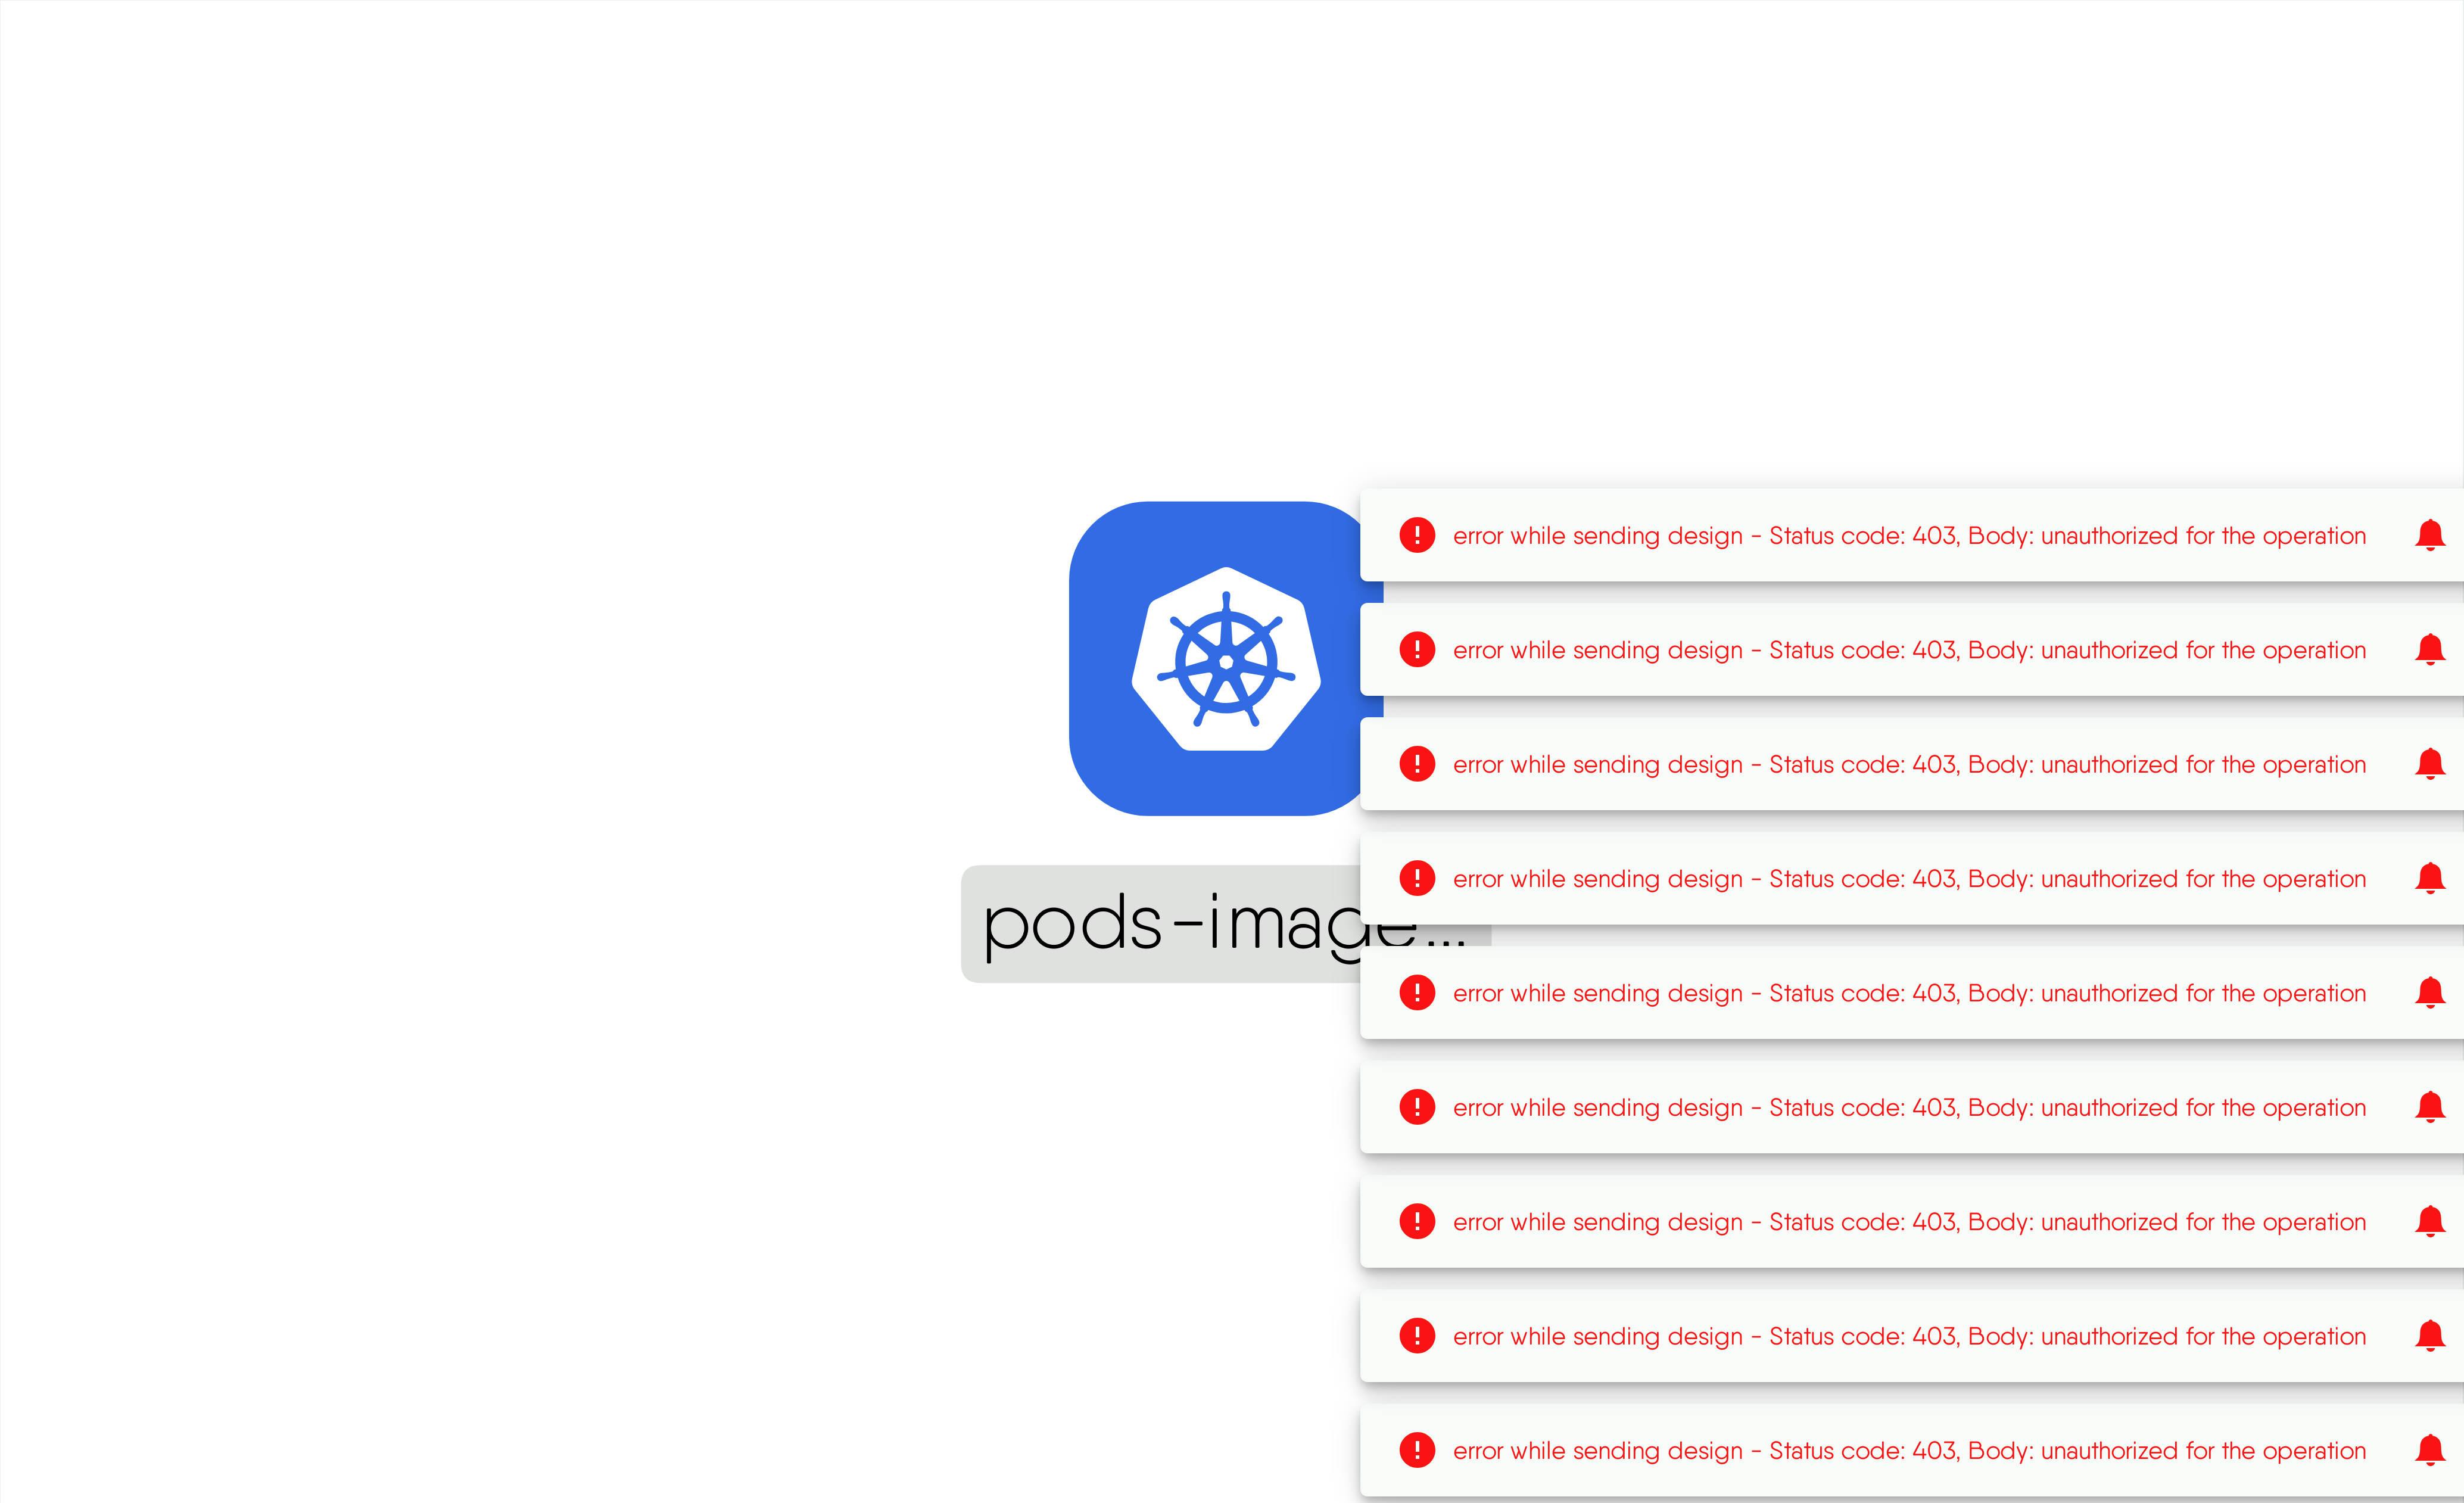 error while sending design - Status code: 403, Body: unauthorized for the operation
error while sending design - Status code: 403, Body: unauthorized for the operation
error while sending design - Status code: 403, Body: unauthorized for the operation
error while sending design - Status code: 403, Body: unauthorized for the operation
pods-image...
error while sending design - Status code: 403, Body: unauthorized for the operation
error while sending design - Status code: 403, Body: unauthorized for the operation
error while sending design - Status code: 403, Body: unauthorized for the operation
error while sending design - Status code: 403, Body: unauthorized for the operation
error while sending design - Status code: 403, Body: unauthorized for the operation